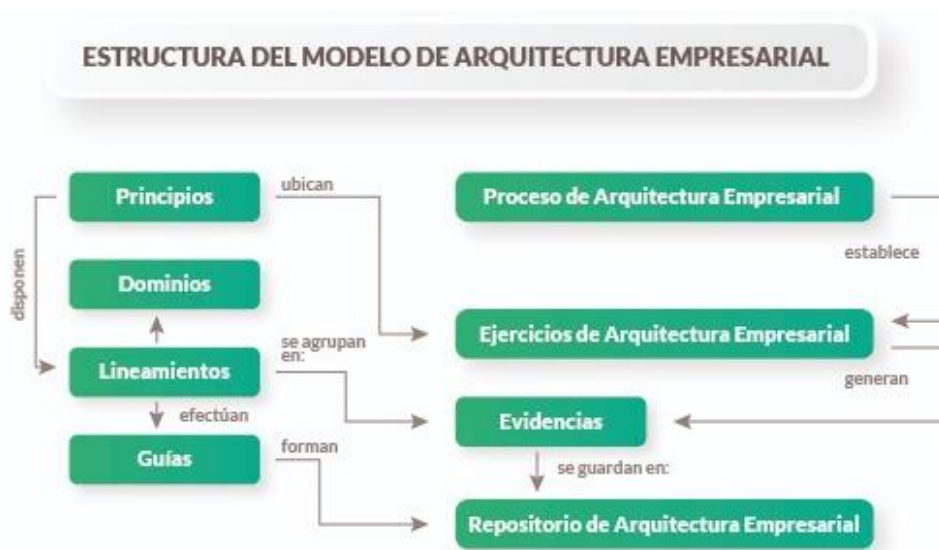 ESTRUCTURA DEL MODELO DE ARQUITECTURA EMPRESARIAL
Principios
ubican
Proceso de Arquitectura Empresarial
disponen
establece
Dominios
Ejercicios de Arquitectura Empresarial
se agrupan
en:
Lineamientos
generan
efectúan
Evidencias
Guías
forman
se guardan en:
Repositorio de Arquitectura Empresarial